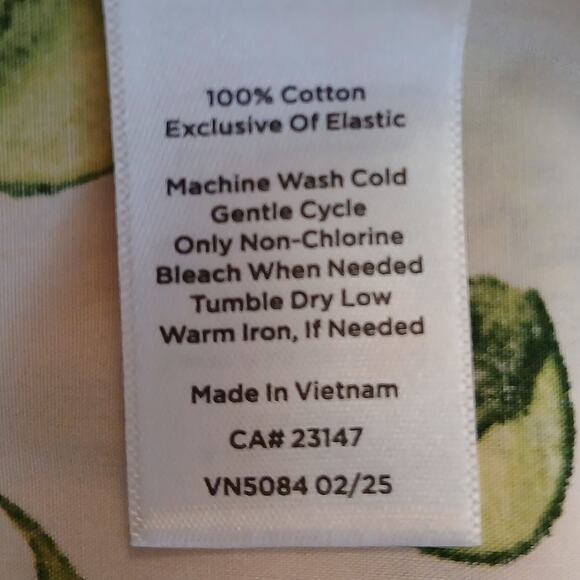 100% Cotton
Exclusive Of Elastic
Machine Wash Cold
Gentle Cycle
Only Non-Chlorine
Bleach When Needed
Tumble Dry Low
Warm Iron, If Needed
Made In Vietnam
CA# 23147
VN5084 02/25